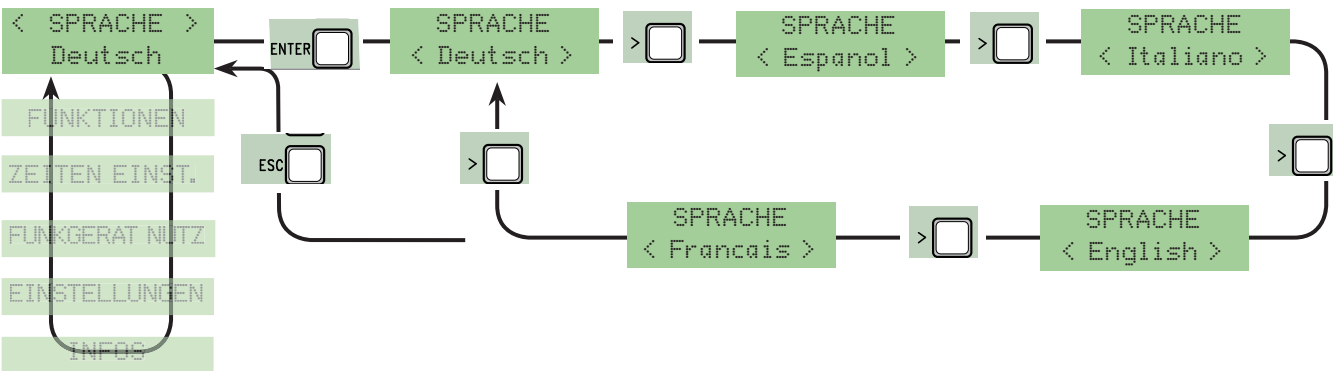 < SPRACHE >
Deutsch
ENTER
SPRACHE
< Deutsch >
>
SPRACHE
< Espanol >
>
SPRACHE
< Italiano >
>
SPRACHE
< English >
>
SPRACHE
< Francais >
>
ESC
FUNKTIONEN
ZEITEN EINST.
FUNKGERAT NUTZ
EINSTELLUNGEN
INFOS